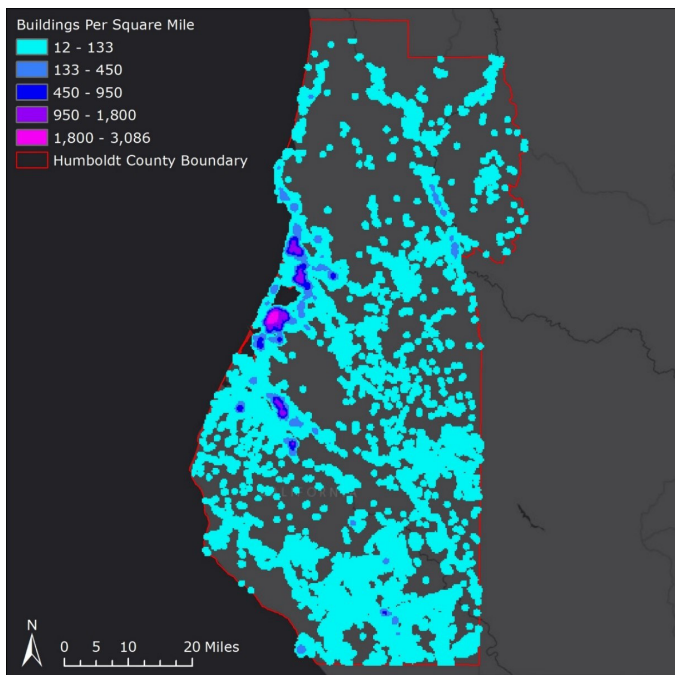 Buildings Per Square Mile
12 - 133
133 - 450
450 - 950
950 - 1,800
1,800 - 3,086
Humboldt County Boundary
CALIFORNIA
N
0 5 10 20 Miles